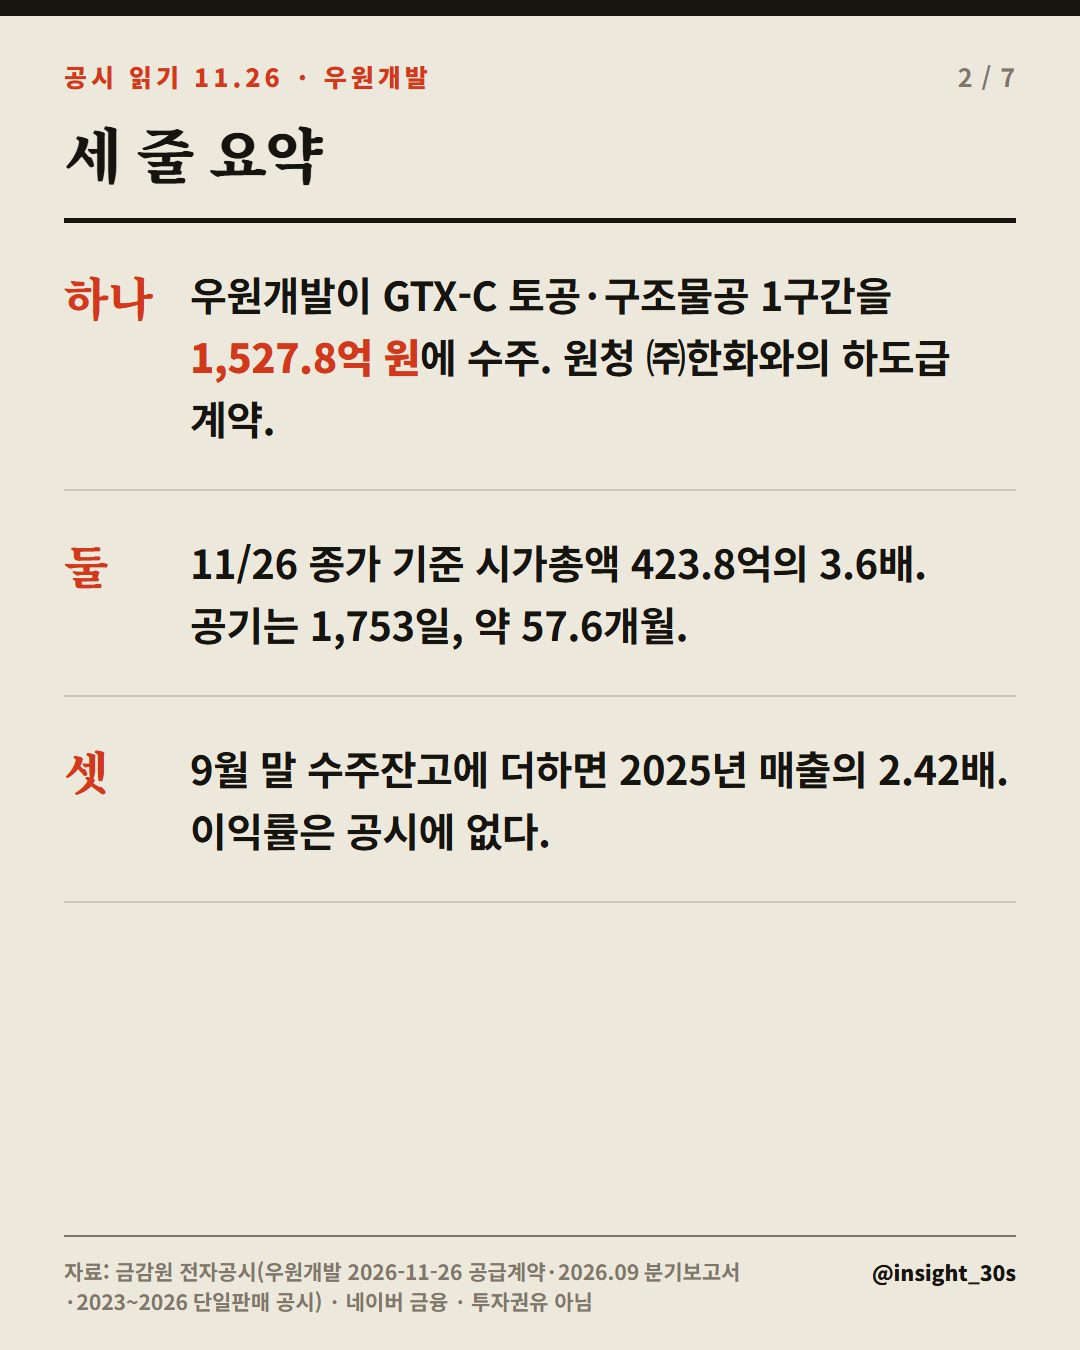 공시 읽기 11.26 · 우원개발
2 / 7
세 줄 요약
하나
우원개발이 GTX-C 토공·구조물공 1구간을
1,527.8억 원에 수주. 원청 ㈜한화와의 하도급
계약.
둘
11/26 종가 기준 시가총액 423.8억의 3.6배.
공기는 1,753일, 약 57.6개월.
셋
9월 말 수주잔고에 더하면 2025년 매출의 2.42배.
이익률은 공시에 없다.
자료: 금감원 전자공시(우원개발 2026-11-26 공급계약·2026.09 분기보고서
·2023~2026 단일판매 공시) · 네이버 금융 · 투자권유 아님
@insight_30s